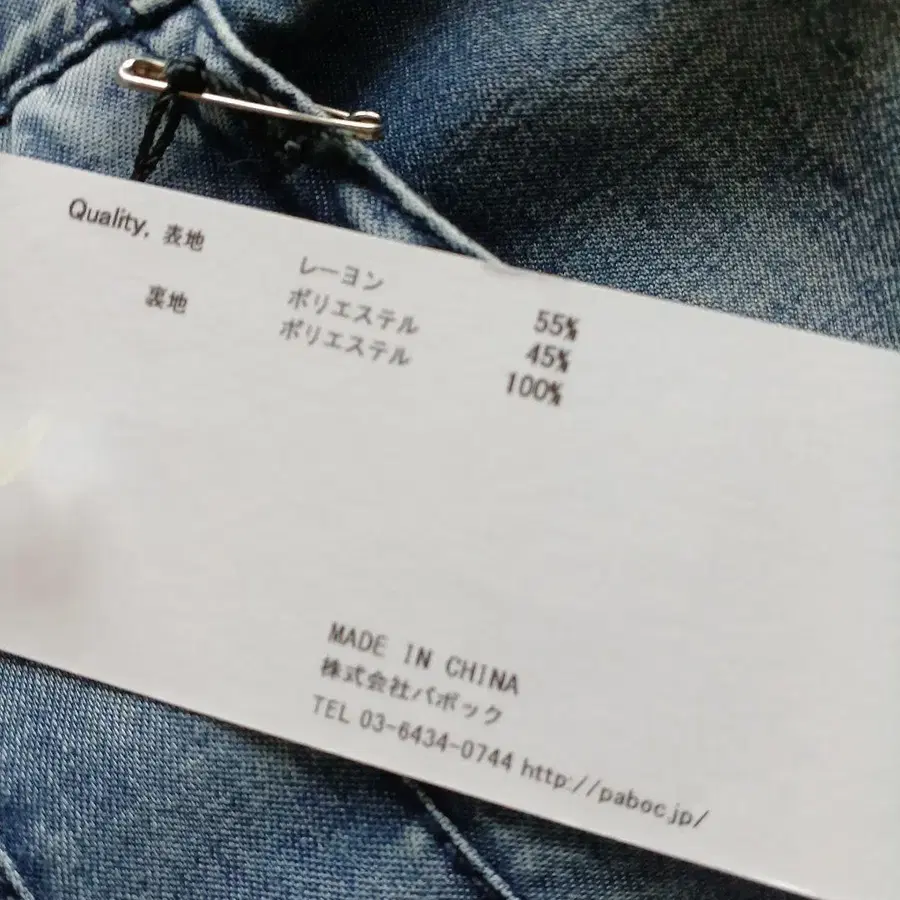 Quality. 表地 レーヨン 55%
ポリエステル 45%
裏地 ポリエステル 100%
MADE IN CHINA
株式会社パボック
TEL 03-6434-0744 http://paboc.jp/